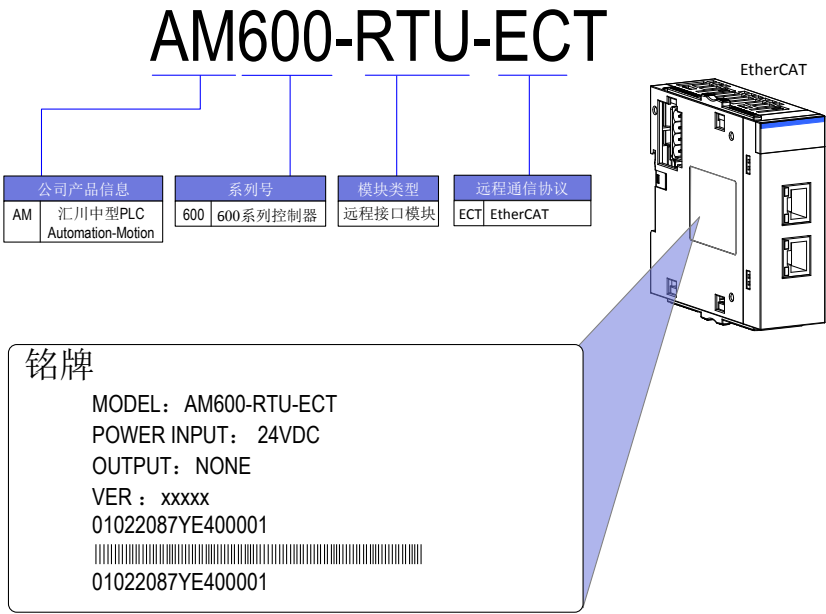 AM600-RTU-ECT
EtherCAT
公司产品信息
AM 汇川中型PLC
Automation-Motion
系列号
600 600系列控制器
模块类型
远程接口模块
远程通信协议
ECT EtherCAT
铭牌
MODEL：AM600-RTU-ECT
POWER INPUT： 24VDC
OUTPUT：NONE
VER ：xxxxx
01022087YE400001
01022087YE400001